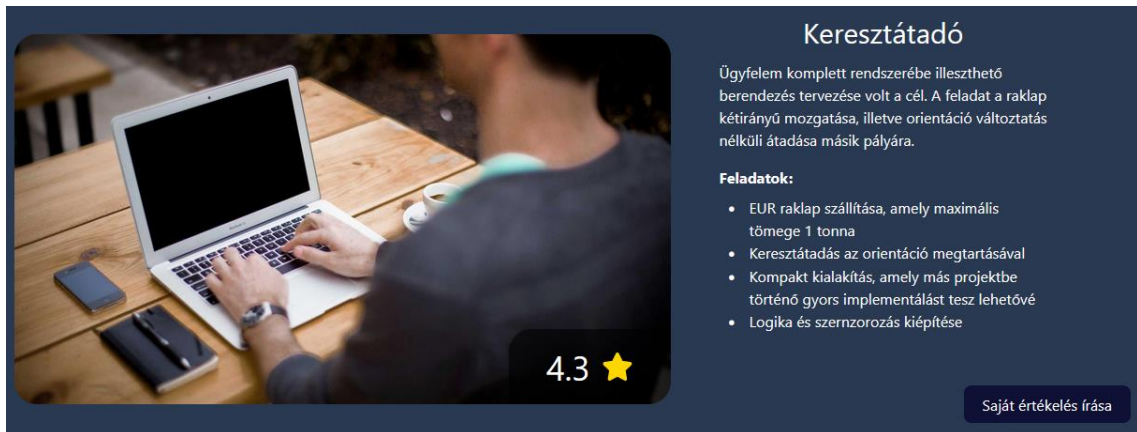 Keresztátadó
Ügyfelem komplett rendszerébe illeszthető
berendezés tervezése volt a cél. A feladat a raklap
kétirányű mozgatása, illetve orientáció változtatás
nélküli átadása másik pályára.
Feladatok:
• EUR raklap szállítása, amely maximális
tömege 1 tonna
• Keresztátadás az orientáció megtartásával
• Kompakt kialakítás, amely más projektbe
történő gyors implementálást tesz lehetővé
• Logika és szernzorozás kiépítése
4.3
Saját értékelés írása